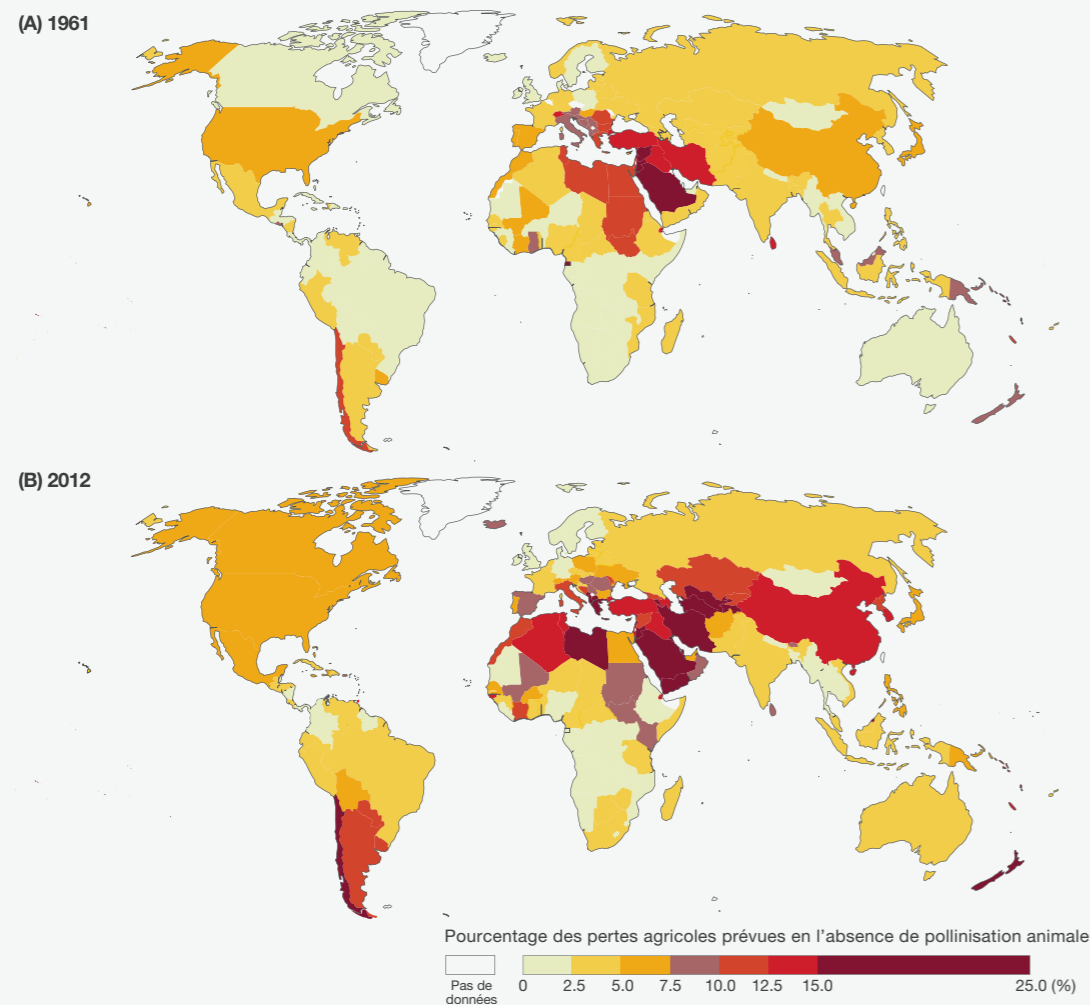 (A) 1961
(B) 2012
Pourcentage des pertes agricoles prévues en l'absence de pollinisation animale
Pas de
données
0 2.5 5.0 7.5 10.0 12.5 15.0 25.0 (%)